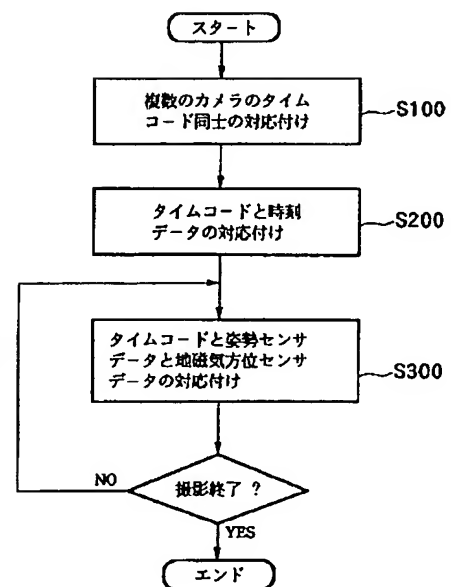 スタート
複数のカメラのタイム
コード同士の対応付け
S100
タイムコードと時刻
データの対応付け
S200
タイムコードと姿勢センサ
データと地磁気方位センサ
データの対応付け
S300
撮影終了 ?
NO
YES
エンド